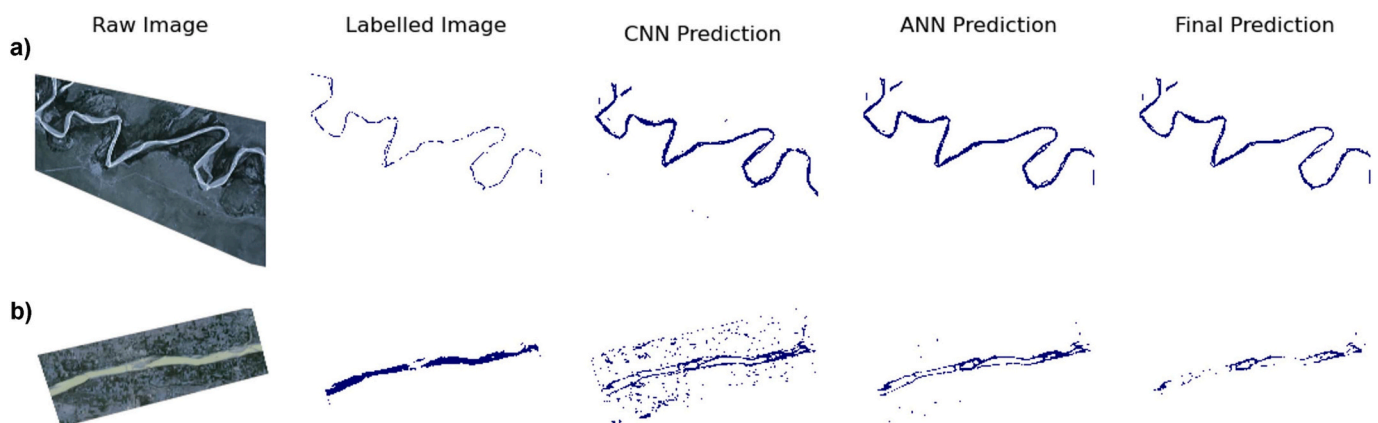 Raw Image
Labelled Image
CNN Prediction
ANN Prediction
Final Prediction
a)
b)